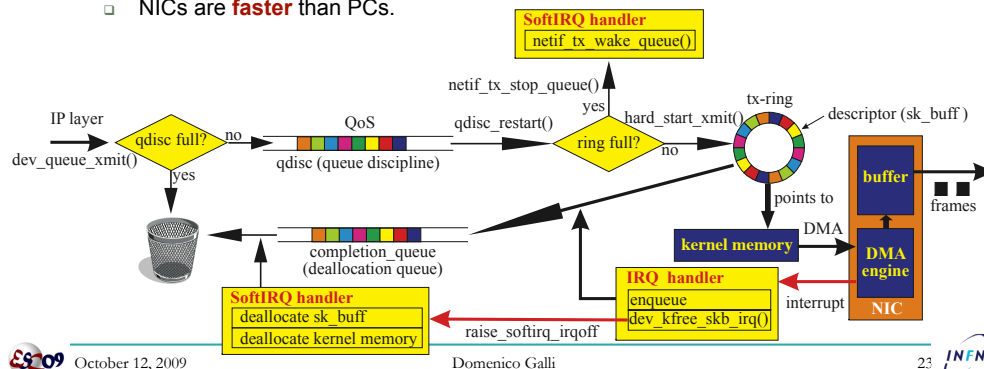 NICs are faster than PCs.
SoftIRQ handler
netif_tx_wake_queue()
netif_tx_stop_queue()
yes
IP layer
dev_queue_xmit()
qdisc full?
no
yes
QoS
qdisc (queue discipline)
qdisc_restart()
ring full?
no
hard_start_xmit()
tx-ring
descriptor (sk_buff )
points to
kernel memory
DMA
buffer
DMA
engine
NIC
frames
completion_queue
(deallocation queue)
IRQ handler
enqueue
dev_kfree_skb_irq()
interrupt
SoftIRQ handler
deallocate sk_buff
deallocate kernel memory
raise_softirq_irqoff
ESC09
October 12, 2009
Domenico Galli
23
INFN